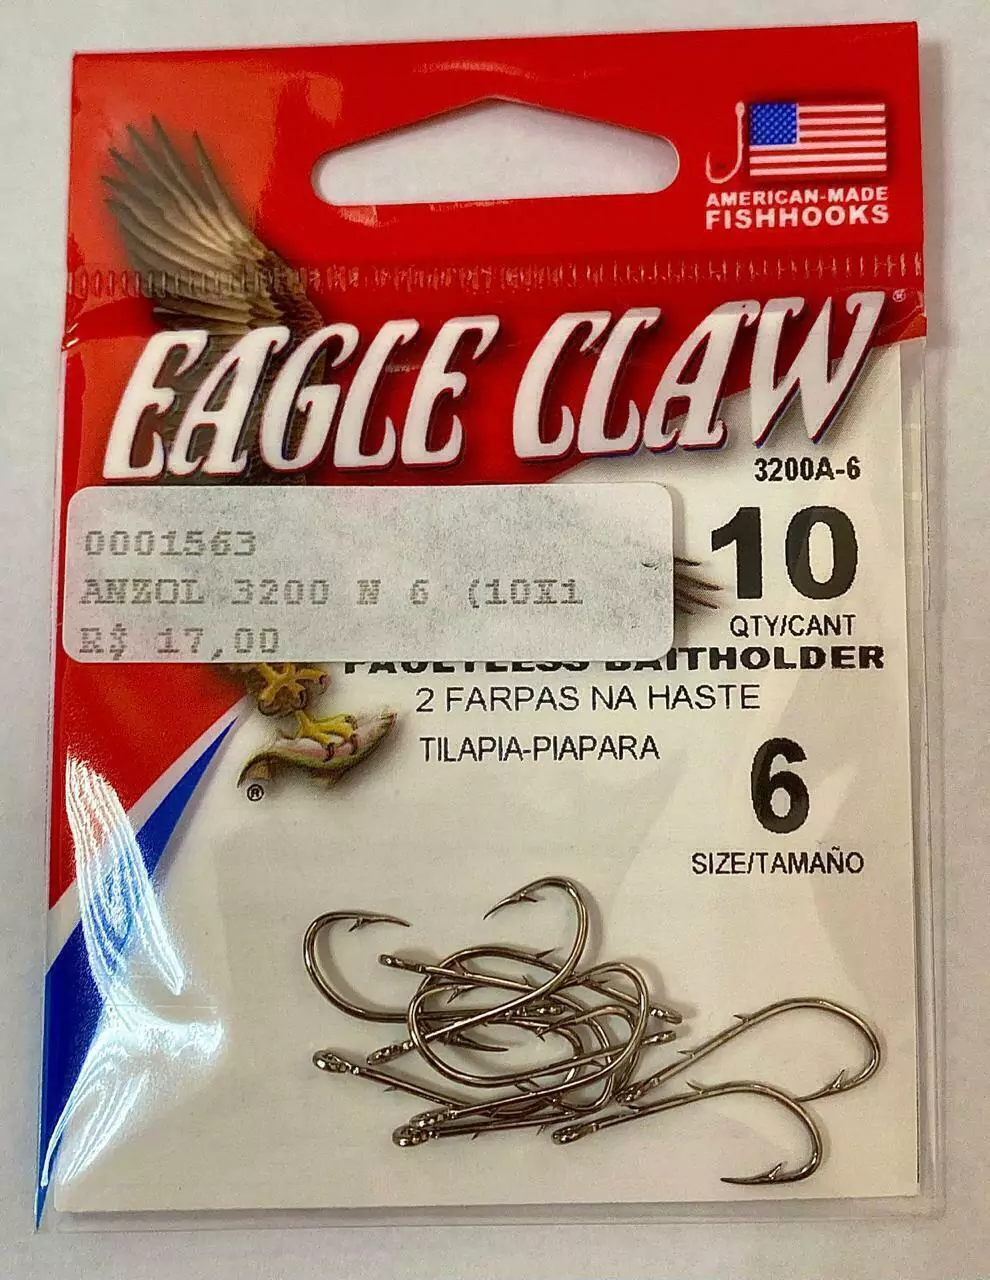 AMERICAN-MADE
FISHHOOKS
EAGLE CLAW®
3200A-6
0001563
ANZOL 3200 N 6 (10X1
R$ 17,00
10
QTY/CANT
BAITHOLDER
2 FARPAS NA HASTE
TILAPIA-PIAPARA
®
6
SIZE/TAMAÑO